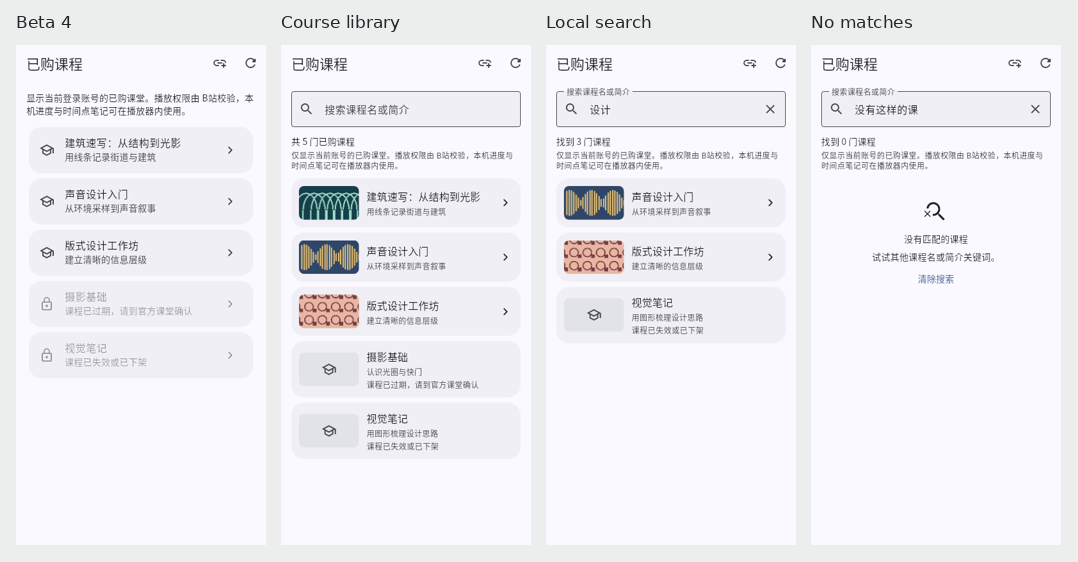 Beta 4
已购课程
显示当前登录账号的已购课堂。播放权限由 B站校验，本
机进度与时间点笔记可在播放器内使用。
建筑速写：从结构到光影
用线条记录街道与建筑
声音设计入门
从环境采样到声音叙事
版式设计工作坊
建立清晰的信息层级
摄影基础
课程已过期，请到官方课堂确认
视觉笔记
课程已失效或已下架
Course library
已购课程
搜索课程名或简介
共 5 门已购课程
仅显示当前账号的已购课堂。播放权限由 B站校验，本机进度与
时间点笔记可在播放器内使用。
建筑速写：从结构到光影
用线条记录街道与建筑
声音设计入门
从环境采样到声音叙事
版式设计工作坊
建立清晰的信息层级
摄影基础
认识光圈与快门
课程已过期，请到官方课堂确认
视觉笔记
用图形梳理设计思路
课程已失效或已下架
Local search
已购课程
搜索课程名或简介
设计
找到 3 门课程
仅显示当前账号的已购课堂。播放权限由 B站校验，本机进度与
时间点笔记可在播放器内使用。
声音设计入门
从环境采样到声音叙事
版式设计工作坊
建立清晰的信息层级
视觉笔记
用图形梳理设计思路
课程已失效或已下架
No matches
已购课程
搜索课程名或简介
没有这样的课
找到 0 门课程
仅显示当前账号的已购课堂。播放权限由 B站校验，本机进度与
时间点笔记可在播放器内使用。
没有匹配的课程
试试其他课程名或简介关键词。
清除搜索